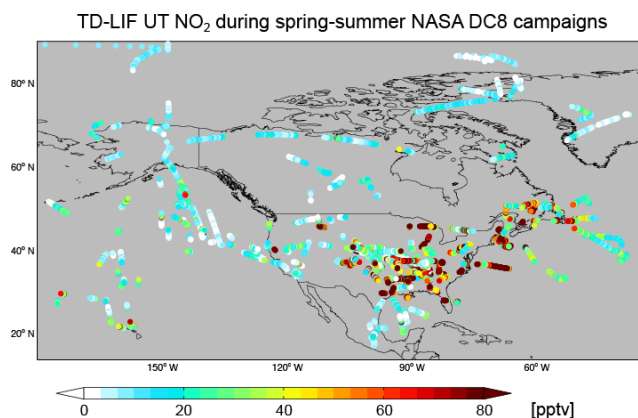 TD-LIF UT NO₂ during spring-summer NASA DC8 campaigns
80° N
60° N
40° N
20° N
150° W
120° W
90° W
60° W
0
20
40
60
80
[pptv]